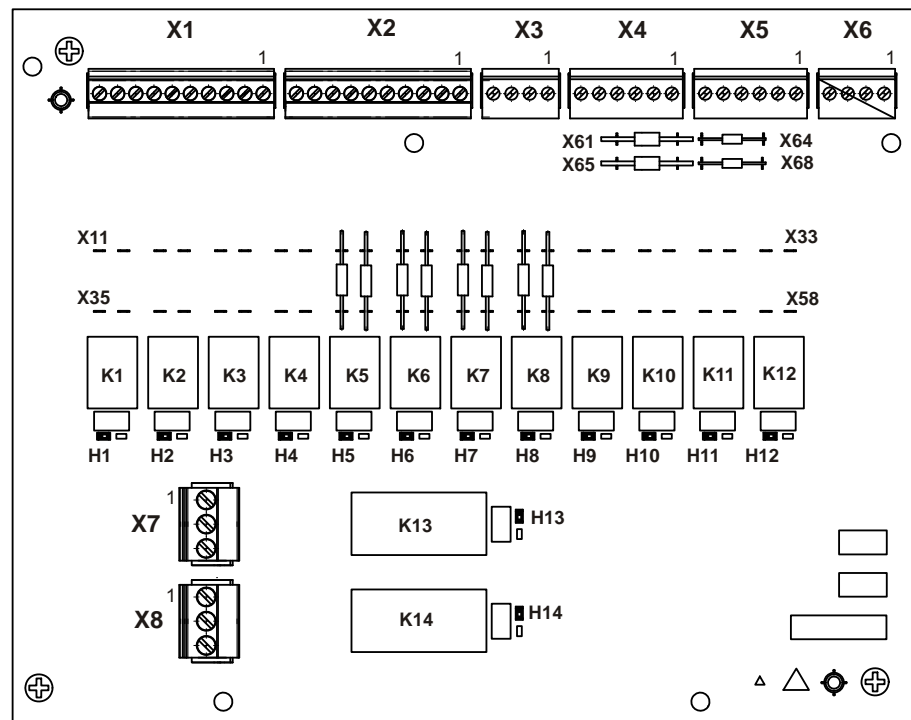 X1 X2 X3 X4 X5 X6
1 1 1 1 1
X61 X64
X65 X68
X11 X33
X35 X58
K1 K2 K3 K4 K5 K6 K7 K8 K9 K10 K11 K12
H1 H2 H3 H4 H5 H6 H7 H8 H9 H10 H11 H12
1
X7 K13 H13
1
X8 K14 H14